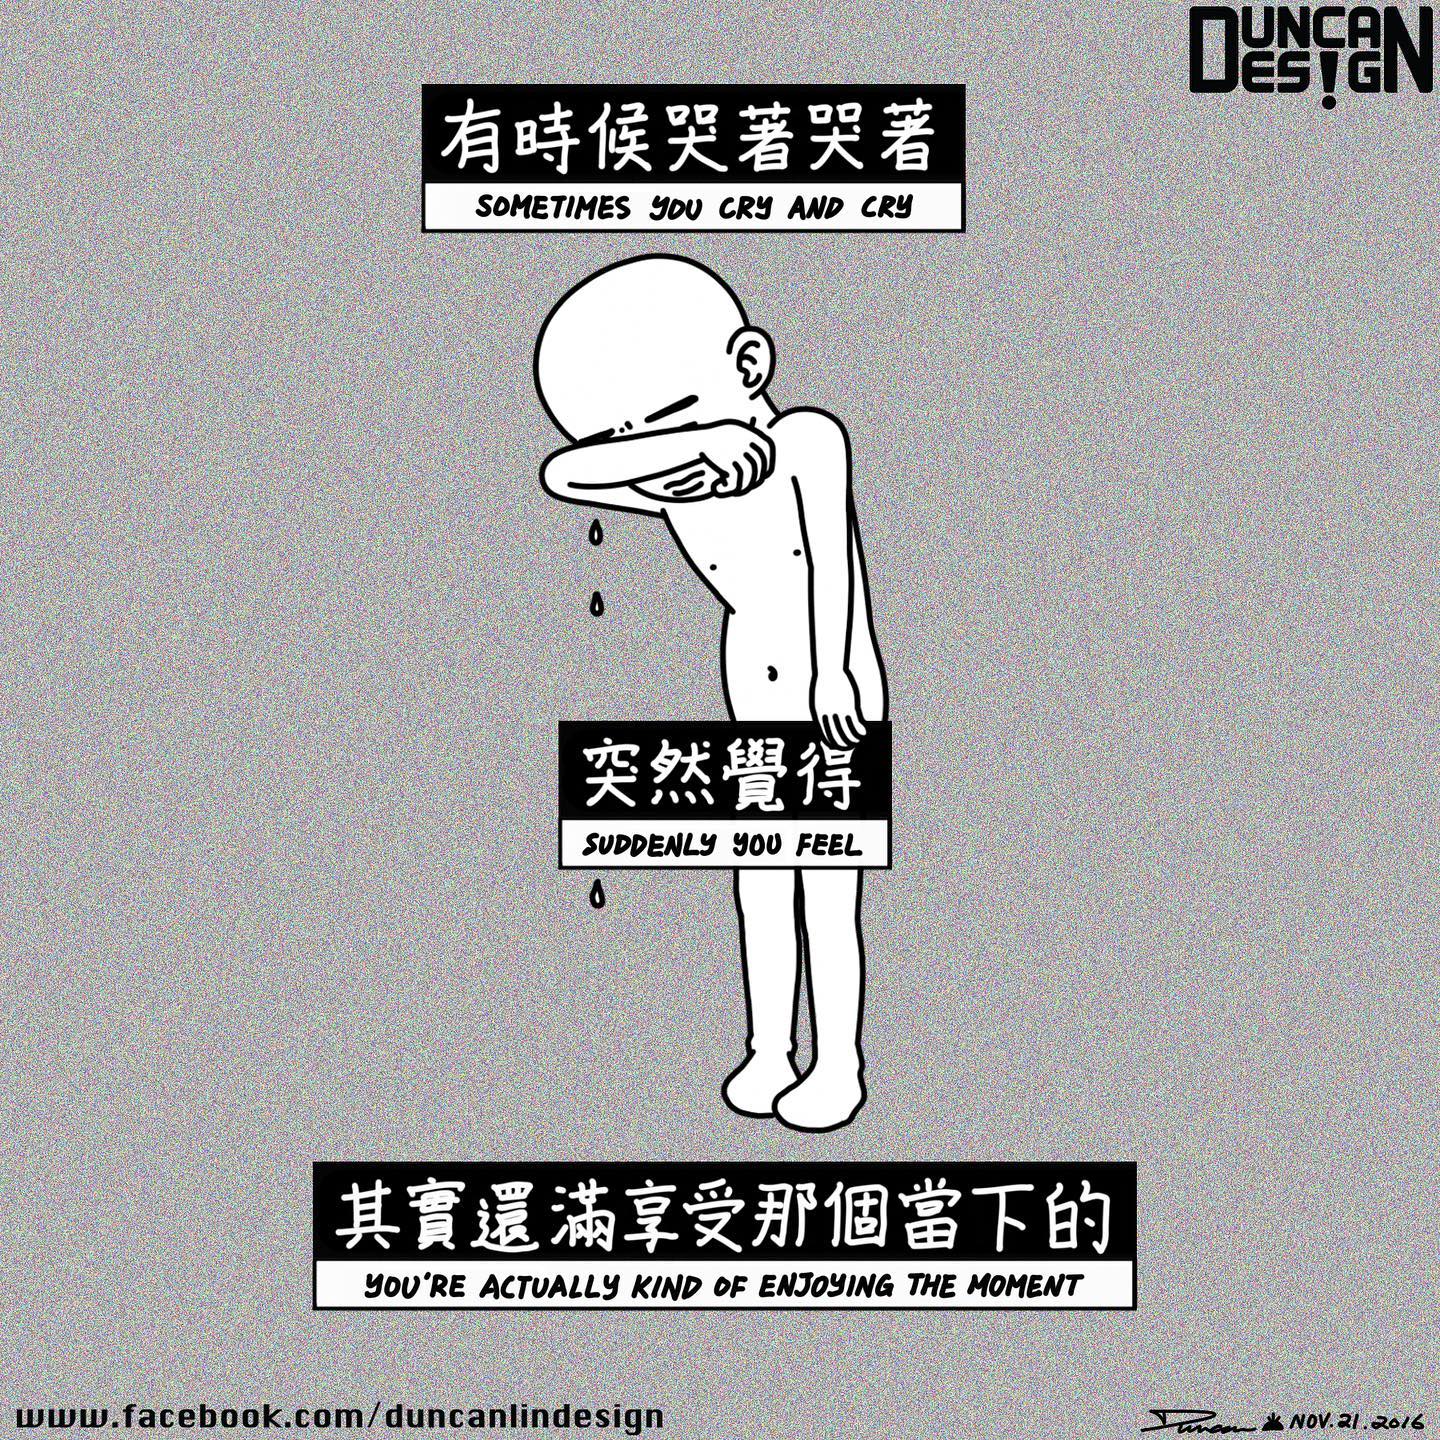 DUNCAN
DESIGN
有時候哭著哭著
SOMETIMES YOU CRY AND CRY
突然覺得
SUDDENLY YOU FEEL
其實還滿享受那個當下的
YOU'RE ACTUALLY KIND OF ENJOYING THE MOMENT
www.facebook.com/duncanlindesign
Duncan NOV.21.2016